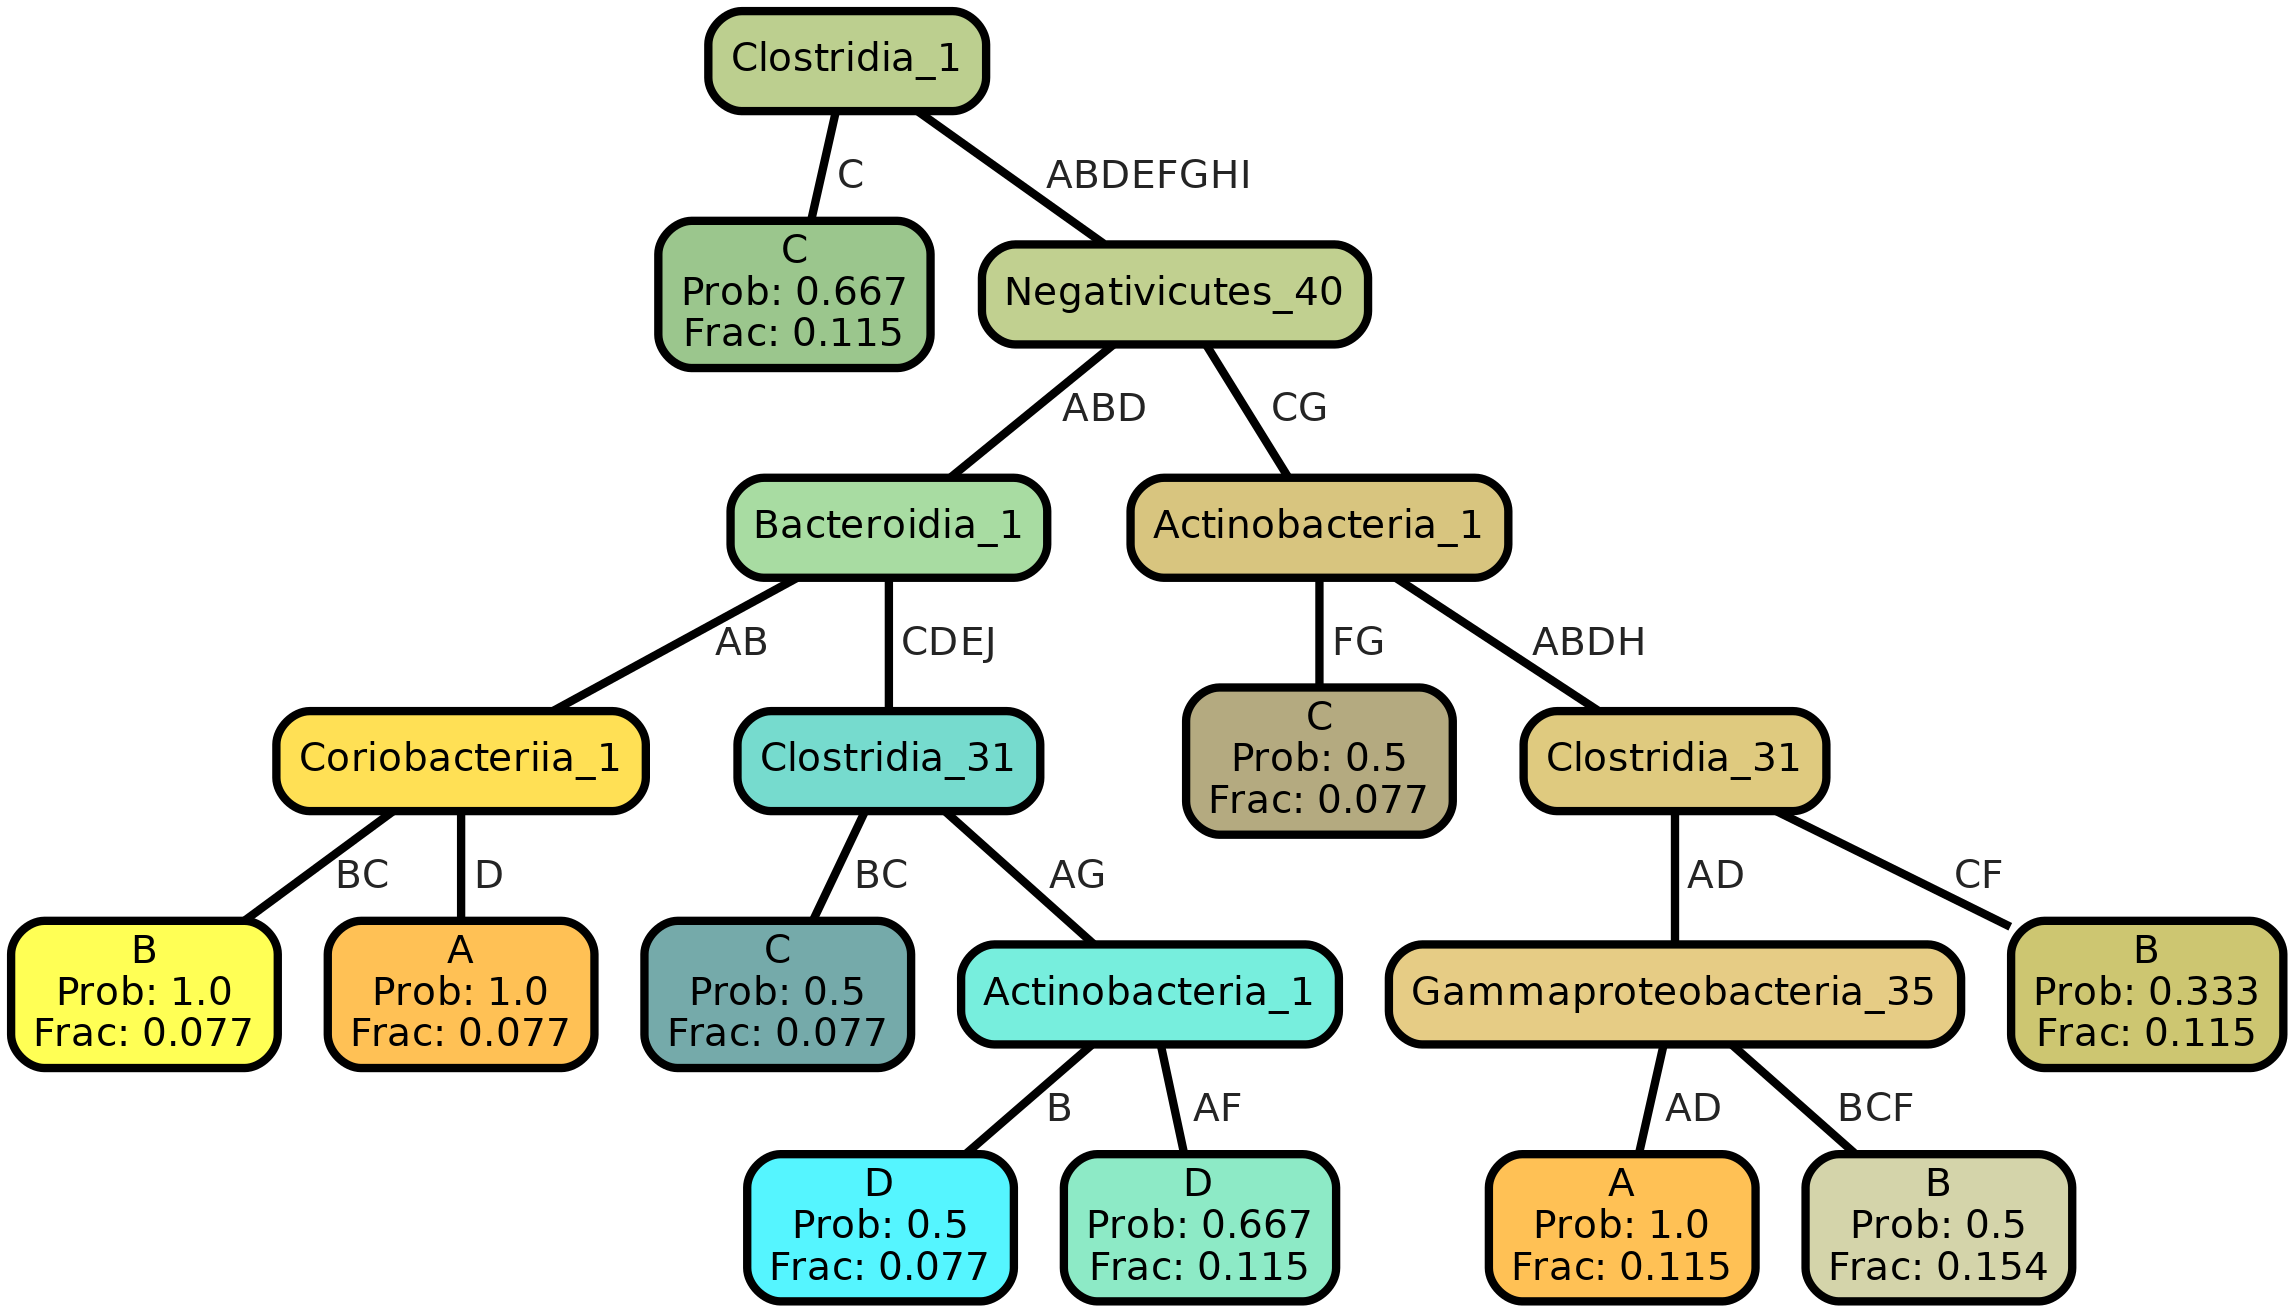 Clostridia_1
C
ABDEFGHI
C
Prob: 0.667
Frac: 0.115
Negativicutes_40
ABD
CG
Bacteroidia_1
Actinobacteria_1
AB
CDEJ
FG
ABDH
C
Prob: 0.5
Frac: 0.077
Coriobacteriia_1
Clostridia_31
Clostridia_31
BC
D
BC
AG
AD
CF
B
Prob: 1.0
Frac: 0.077
A
Prob: 1.0
Frac: 0.077
C
Prob: 0.5
Frac: 0.077
Actinobacteria_1
Gammaproteobacteria_35
B
Prob: 0.333
Frac: 0.115
B
AF
AD
BCF
D
Prob: 0.5
Frac: 0.077
D
Prob: 0.667
Frac: 0.115
A
Prob: 1.0
Frac: 0.115
B
Prob: 0.5
Frac: 0.154